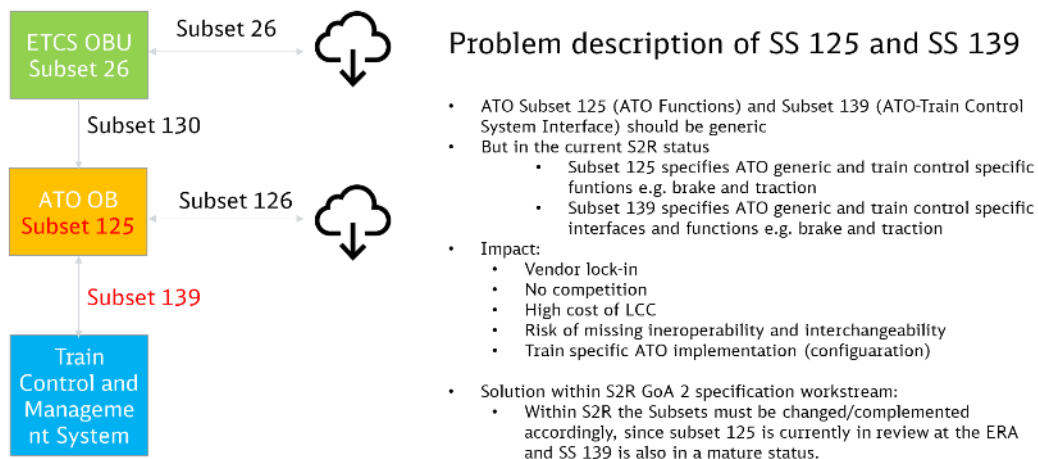 ETCS OBU
Subset 26
Subset 26
Subset 130
ATO OB
Subset 125
Subset 126
Subset 139
Train
Control and
Manageme
nt System
Problem description of SS 125 and SS 139
• ATO Subset 125 (ATO Functions) and Subset 139 (ATO-Train Control
System Interface) should be generic
• But in the current S2R status
• Subset 125 specifies ATO generic and train control specific
funtions e.g. brake and traction
• Subset 139 specifies ATO generic and train control specific
interfaces and functions e.g. brake and traction
• Impact:
• Vendor lock-in
• No competition
• High cost of LCC
• Risk of missing ineroperability and interchangeability
• Train specific ATO implementation (configuaration)
• Solution within S2R GoA 2 specification workstream:
• Within S2R the Subsets must be changed/complemented
accordingly, since subset 125 is currently in review at the ERA
and SS 139 is also in a mature status.